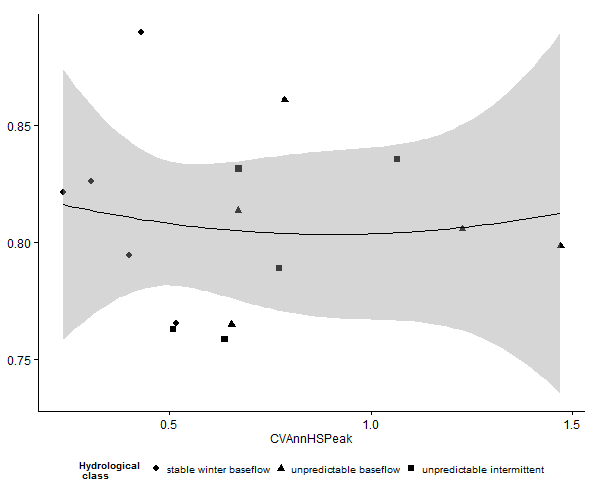 0.85
0.80
0.75
0.5 1.0 1.5
CVAnnHSPeak
Hydrological
class
stable winter baseflow unpredictable baseflow unpredictable intermittent